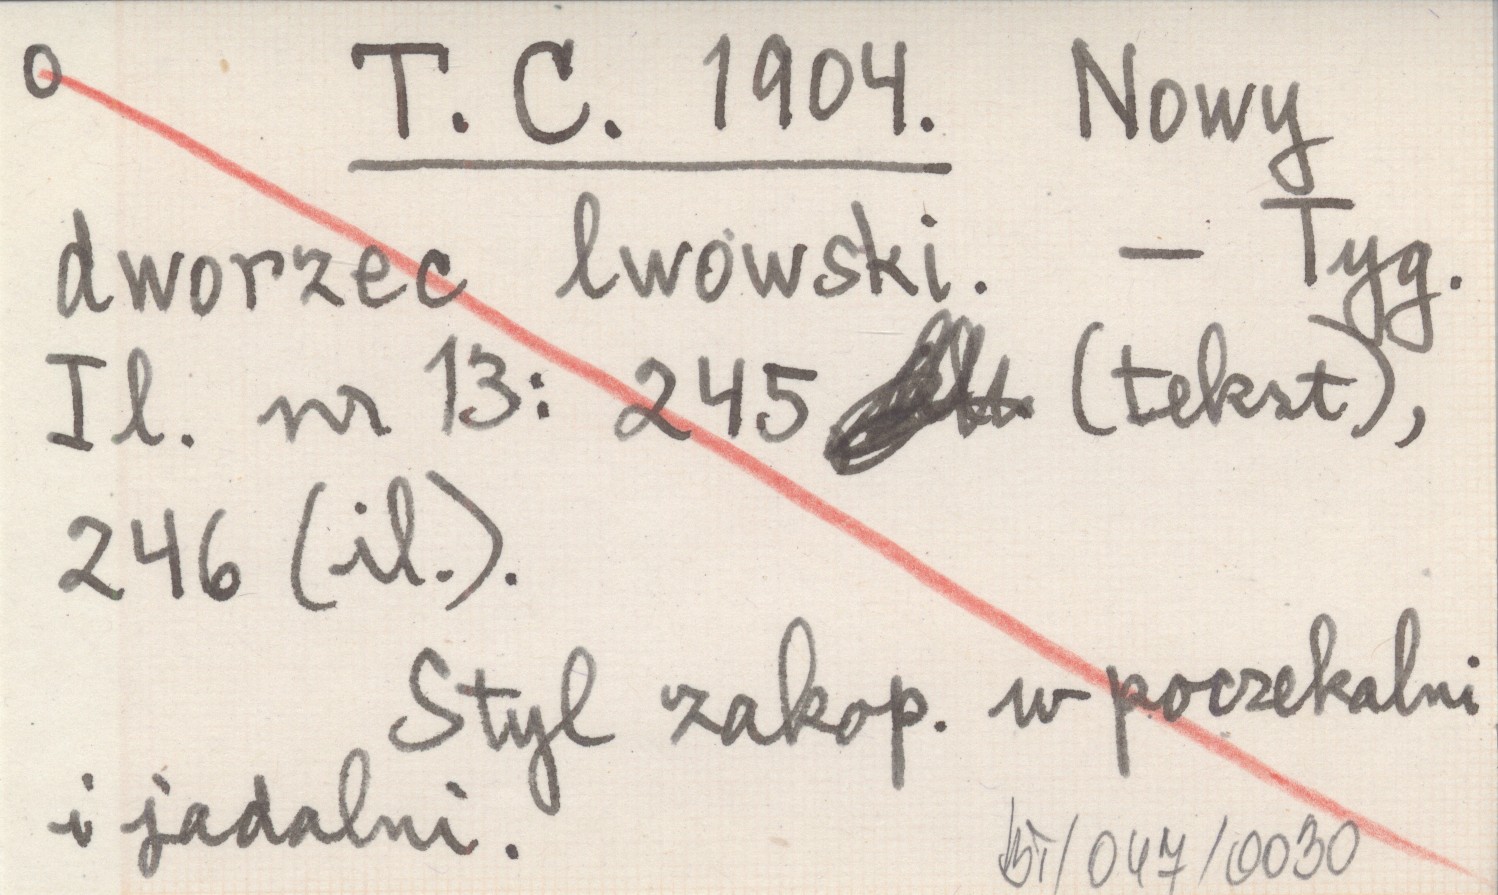 O T. C. 1904. Nowy
dworzec lwowski. — Tyg.
Il. nr 13: 245 (tekst),
246 (il.).
Styl zakop. w poczekalni
i jadalni.
/047/0030